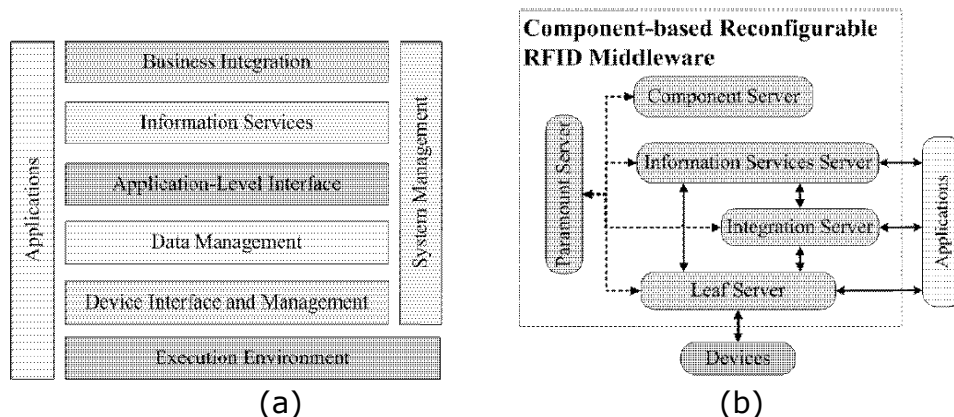 Applications
Business Integration
Information Services
Application-Level Interface
Data Management
Device Interface and Management
System Management
Execution Environment
(a)
Component-based Reconfigurable
RFID Middleware
Component Server
Paramount Server
Information Services Server
Integration Server
Leaf Server
Applications
Devices
(b)